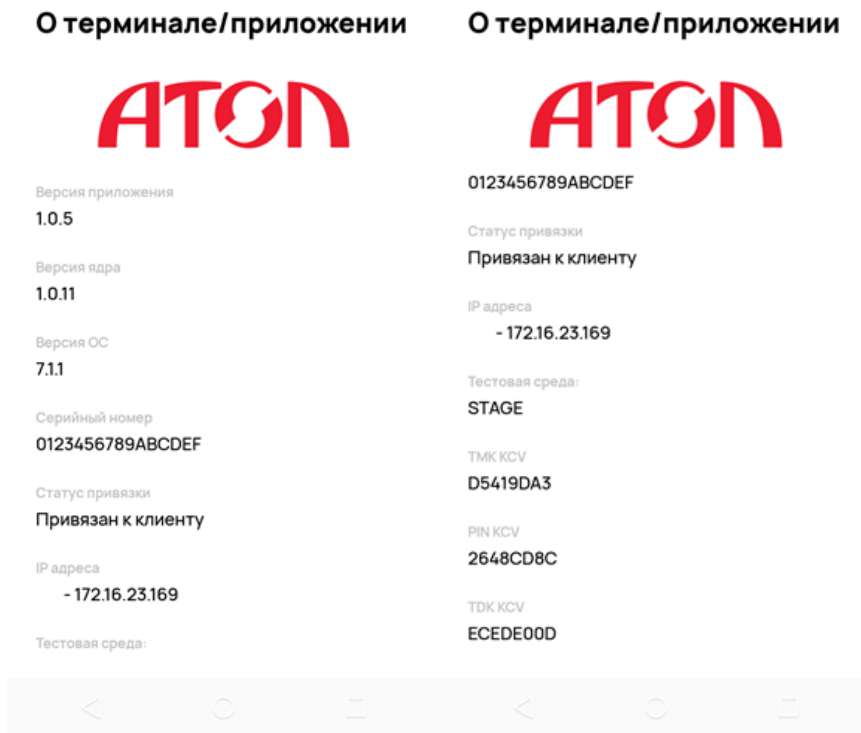 О терминале/приложении
АТОЛ
Версия приложения
1.0.5
Версия ядра
1.0.11
Версия ОС
7.1.1
Серийный номер
0123456789ABCDEF
Статус привязки
Привязан к клиенту
IP адреса
- 172.16.23.169
Тестовая среда:
О терминале/приложении
АТОЛ
0123456789ABCDEF
Статус привязки
Привязан к клиенту
IP адреса
- 172.16.23.169
Тестовая среда:
STAGE
TMK KCV
D5419DA3
PIN KCV
2648CD8C
TDK KCV
ECEDE00D